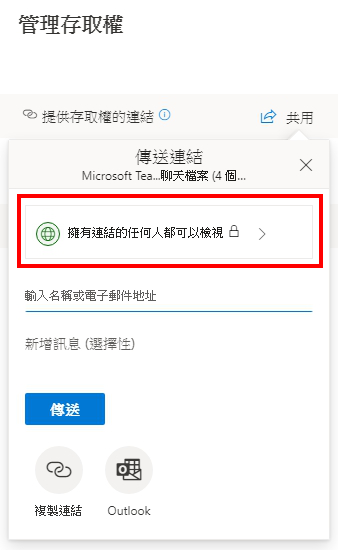 管理存取權
提供存取權的連結
共用
傳送連結
Microsoft Tea...聊天檔案 (4 個...
擁有連結的任何人都可以檢視
輸入名稱或電子郵件地址
新增訊息 (選擇性)
傳送
複製連結
Outlook